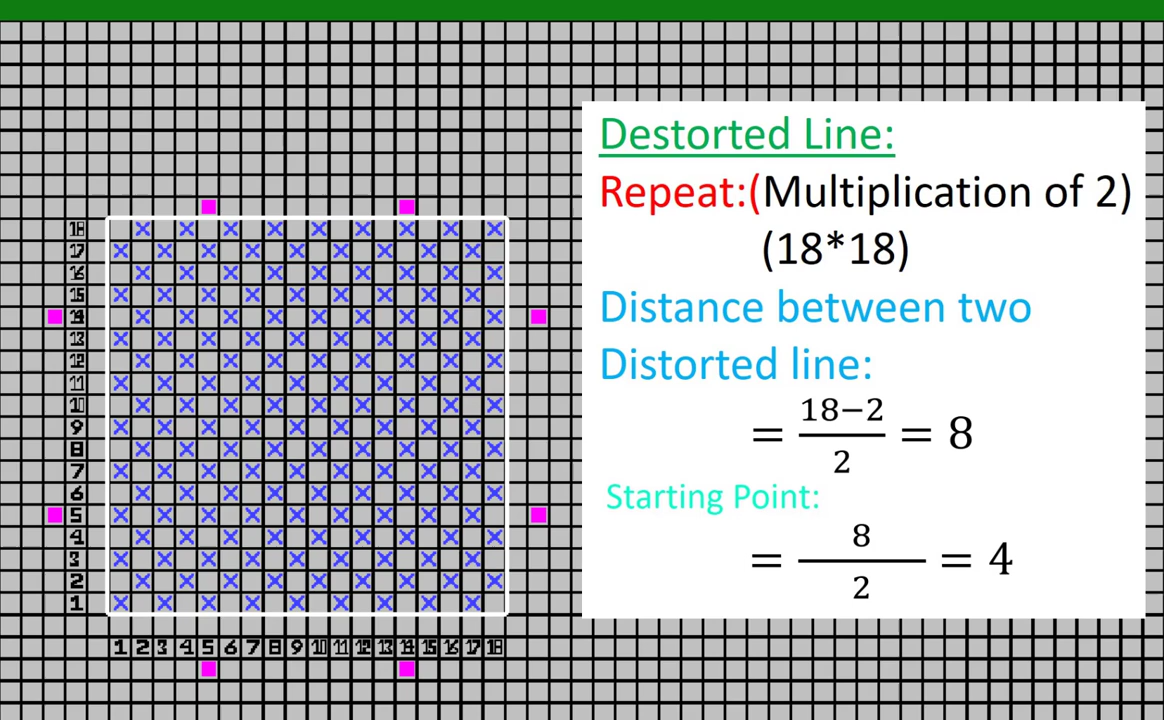 Destorted Line:
Repeat:(Multiplication of 2)
(18*18)
Distance between two
Distorted line:
= 18−2 / 2 = 8
Starting Point:
= 8 / 2 = 4
18
17
16
15
14
13
12
11
10
9
8
7
6
5
4
3
2
1
1 2 3 4 5 6 7 8 9 10 11 12 13 14 15 16 17 18